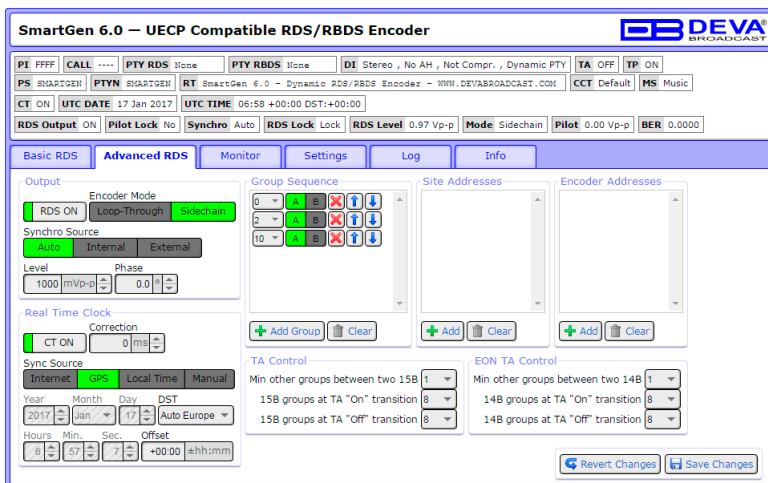 SmartGen 6.0 — UECP Compatible RDS/RBDS Encoder
DEVA
BROADCAST
PI FFFF CALL ---- PTY RDS None PTY RBDS None DI Stereo , No AH , Not Compr. , Dynamic PTY TA OFF TP ON
PS SMARTGEN PTYN SMARTGEN RT SmartGen 6.0 - Dynamic RDS/RBDS Encoder - WWW.DEVABROADCAST.COM CCT Default MS Music
CT ON UTC DATE 17 Jan 2017 UTC TIME 06:58 +00:00 DST:+00:00
RDS Output ON Pilot Lock No Synchro Auto RDS Lock Lock RDS Level 0.97 Vp-p Mode Sidechain Pilot 0.00 Vp-p BER 0.0000
Basic RDS Advanced RDS Monitor Settings Log Info
Output
Encoder Mode
RDS ON Loop-Through Sidechain
Synchro Source
Auto Internal External
Level Phase
1000 mVp-p 0.0 °
Real Time Clock
Correction
CT ON 0 ms
Sync Source
Internet GPS Local Time Manual
Year Month Day DST
2017 Jan 17 Auto Europe
Hours Min. Sec. Offset
6 57 7 +00:00 ±hh:mm
Group Sequence
0 A B
2 A B
10 A B
Add Group Clear
Site Addresses
Add Clear
Encoder Addresses
Add Clear
TA Control
Min other groups between two 15B 1
15B groups at TA "On" transition 8
15B groups at TA "Off" transition 8
EON TA Control
Min other groups between two 14B 1
14B groups at TA "On" transition 8
14B groups at TA "Off" transition 8
Revert Changes Save Changes